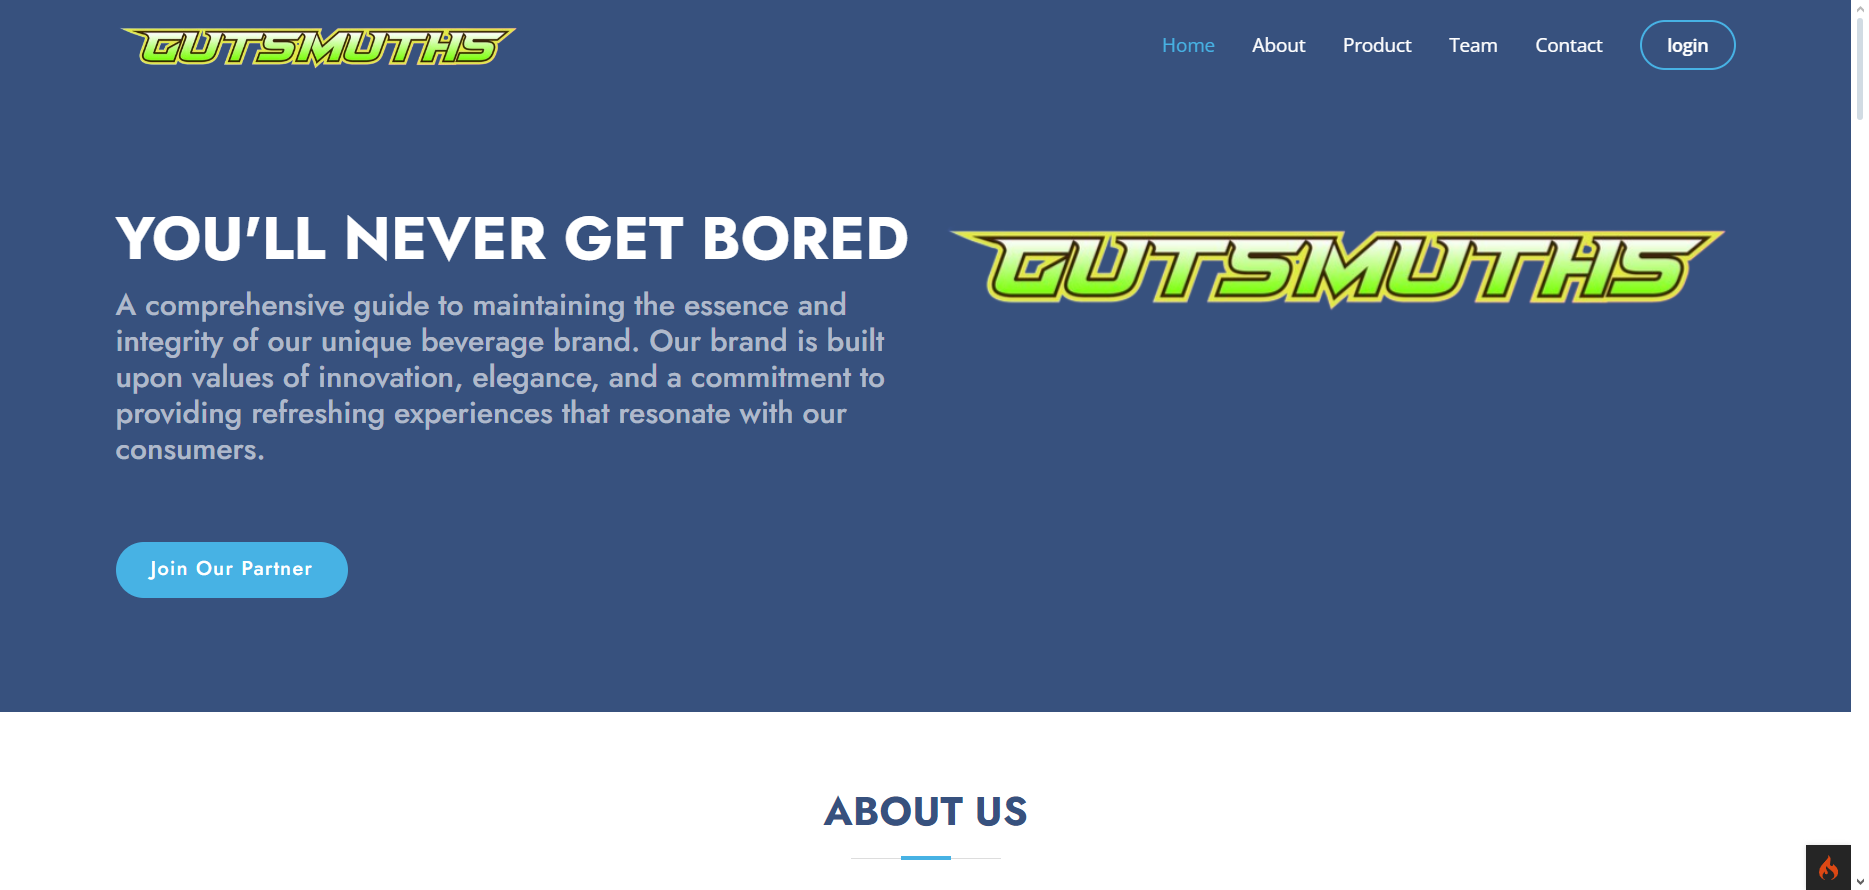 GUTSMUTHS
Home About Product Team Contact login
YOU'LL NEVER GET BORED
GUTSMUTHS
A comprehensive guide to maintaining the essence and
integrity of our unique beverage brand. Our brand is built
upon values of innovation, elegance, and a commitment to
providing refreshing experiences that resonate with our
consumers.
Join Our Partner
ABOUT US